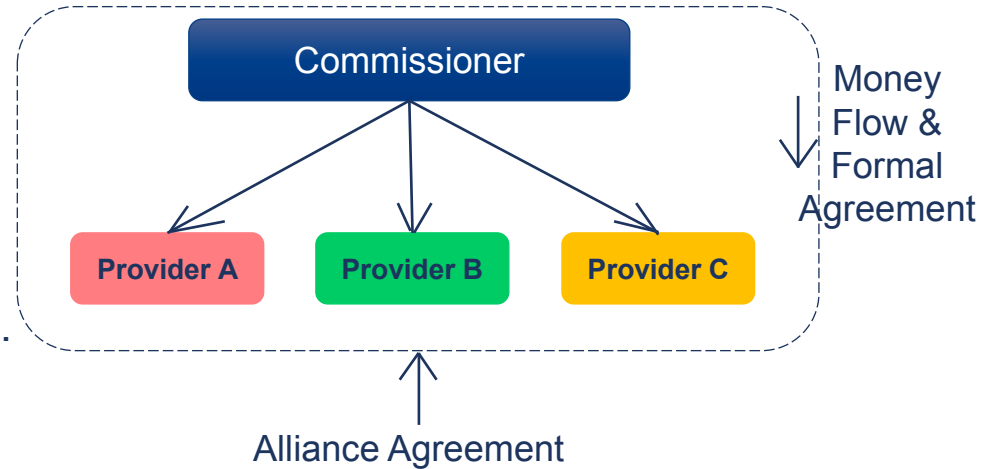 Commissioner
Money
Flow &
Formal
Agreement
Provider A
Provider B
Provider C
.
Alliance Agreement